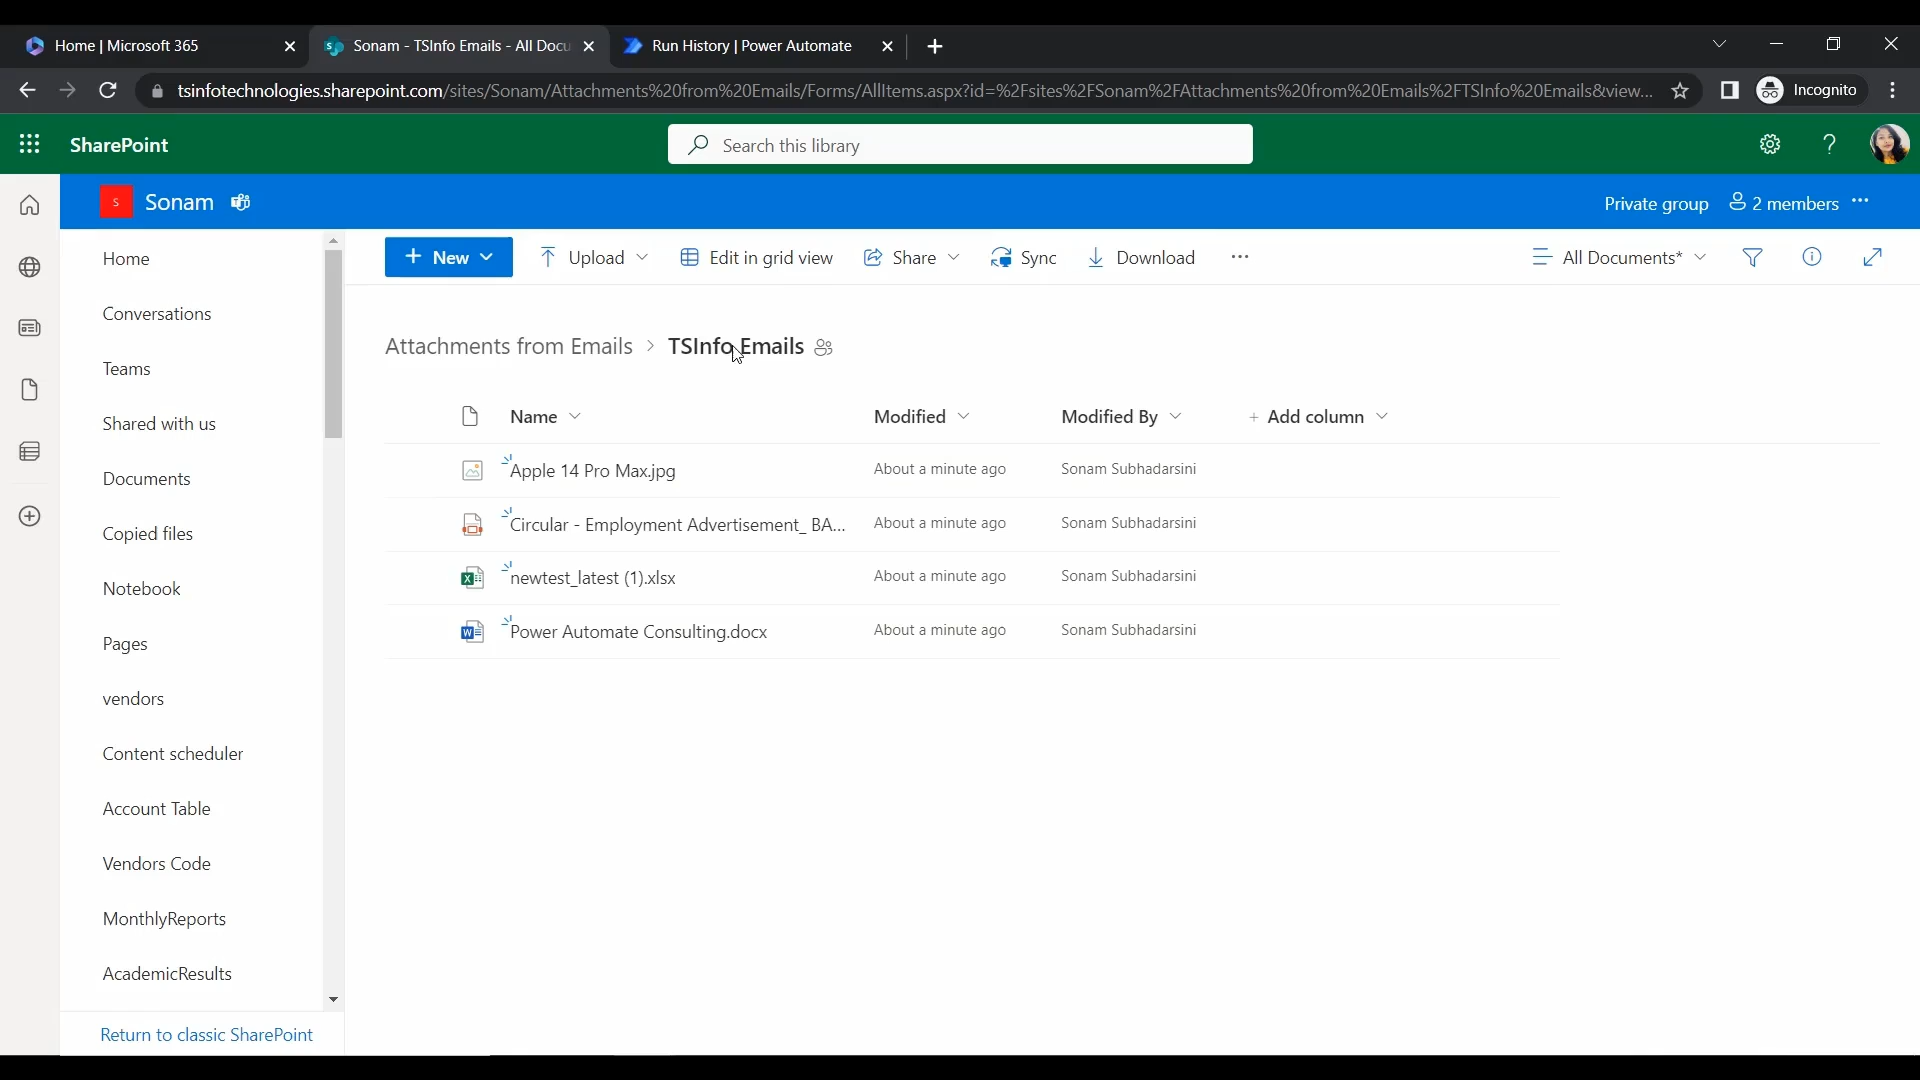 Home | Microsoft 365
Sonam - TSInfo Emails - All Docu
Run History | Power Automate
tsinfotechnologies.sharepoint.com/sites/Sonam/Attachments%20from%20Emails/Forms/AllItems.aspx?id=%2Fsites%2FSonam%2FAttachments%20from%20Emails%2FTSInfo%20Emails&view...
Incognito
SharePoint
Search this library
S
Sonam
Private group
2 members
Home
Conversations
Teams
Shared with us
Documents
Copied files
Notebook
Pages
vendors
Content scheduler
Account Table
Vendors Code
MonthlyReports
AcademicResults
Return to classic SharePoint
New
Upload
Edit in grid view
Share
Sync
Download
All Documents*
Attachments from Emails > TSInfo Emails
Name Modified Modified By + Add column
Apple 14 Pro Max.jpg About a minute ago Sonam Subhadarsini
Circular - Employment Advertisement_ BA... About a minute ago Sonam Subhadarsini
newtest_latest (1).xlsx About a minute ago Sonam Subhadarsini
Power Automate Consulting.docx About a minute ago Sonam Subhadarsini